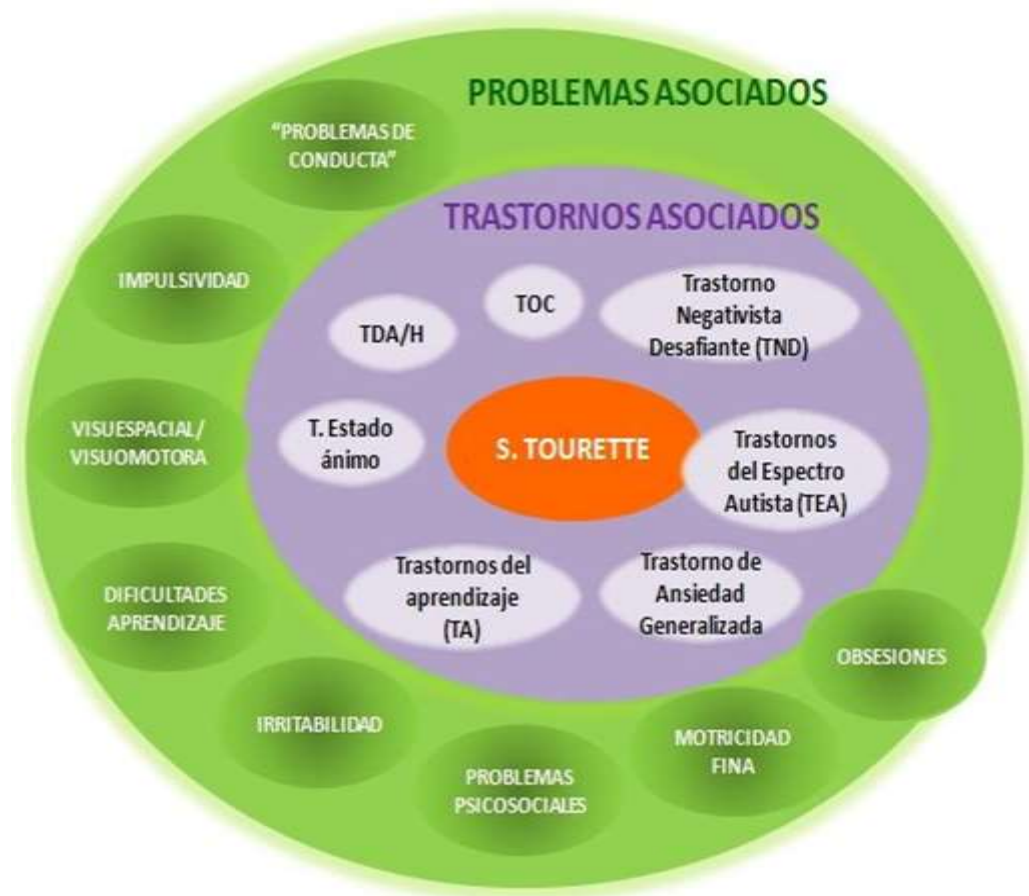 PROBLEMAS ASOCIADOS
"PROBLEMAS DE
CONDUCTA"
IMPULSIVIDAD
VISUESPACIAL/
VISUOMOTORA
DIFICULTADES
APRENDIZAJE
IRRITABILIDAD
PROBLEMAS
PSICOSOCIALES
MOTRICIDAD
FINA
OBSESIONES
TRASTORNOS ASOCIADOS
TDA/H
TOC
Trastorno
Negativista
Desafiante (TND)
T. Estado
ánimo
S. TOURETTE
Trastornos
del Espectro
Autista (TEA)
Trastornos del
aprendizaje
(TA)
Trastorno de
Ansiedad
Generalizada